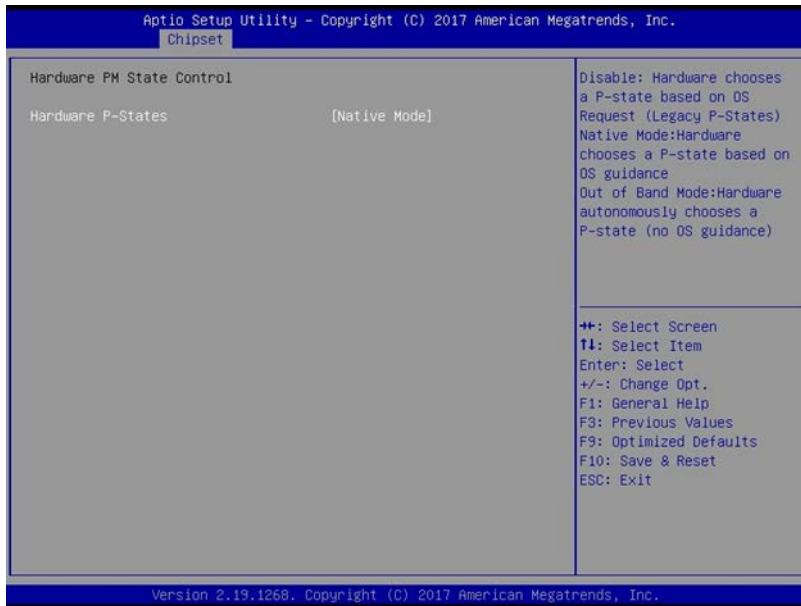 Aptio Setup Utility – Copyright (C) 2017 American Megatrends, Inc.
Chipset
Hardware PM State Control
Hardware P-States [Native Mode]
Disable: Hardware chooses
a P-state based on OS
Request (Legacy P-States)
Native Mode:Hardware
chooses a P-state based on
OS guidance
Out of Band Mode:Hardware
autonomously chooses a
P-state (no OS guidance)
→←: Select Screen
↑↓: Select Item
Enter: Select
+/-: Change Opt.
F1: General Help
F3: Previous Values
F9: Optimized Defaults
F10: Save & Reset
ESC: Exit
Version 2.19.1268. Copyright (C) 2017 American Megatrends, Inc.